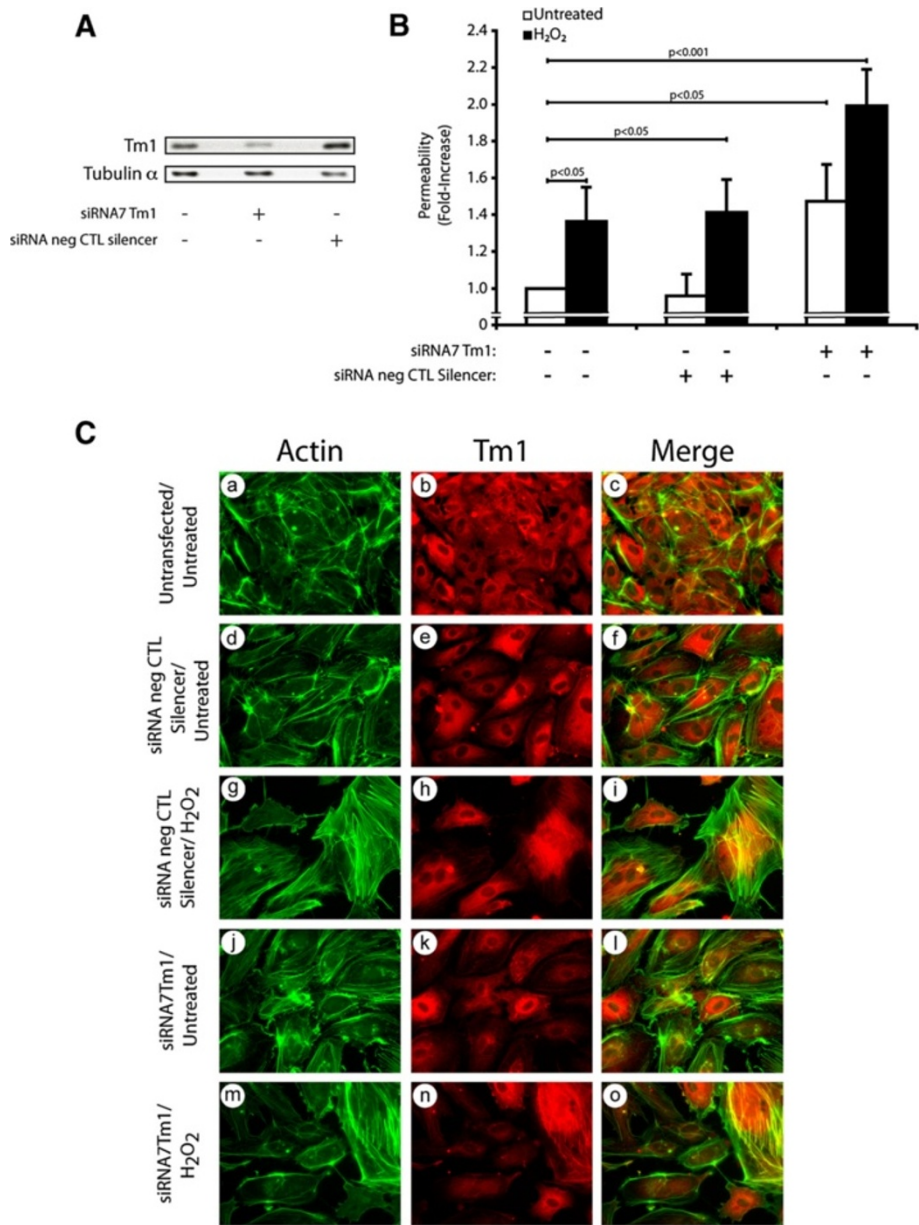 A
Tm1
Tubulin α
siRNA7 Tm1 - + -
siRNA neg CTL silencer - - +
B
Untreated
H₂O₂
Permeability
(Fold-Increase)
2.4
2.2
2.0
1.8
1.6
1.4
1.2
1.0
0
p<0.001
p<0.05
p<0.05
p<0.05
siRNA7 Tm1: - - - - + +
siRNA neg CTL Silencer: - - + + - -
C
Actin Tm1 Merge
Untransfected/
Untreated
a b c
siRNA neg CTL
Silencer/
Untreated
d e f
siRNA neg CTL
Silencer/ H₂O₂
g h i
siRNA7Tm1/
Untreated
j k l
siRNA7Tm1/
H₂O₂
m n o